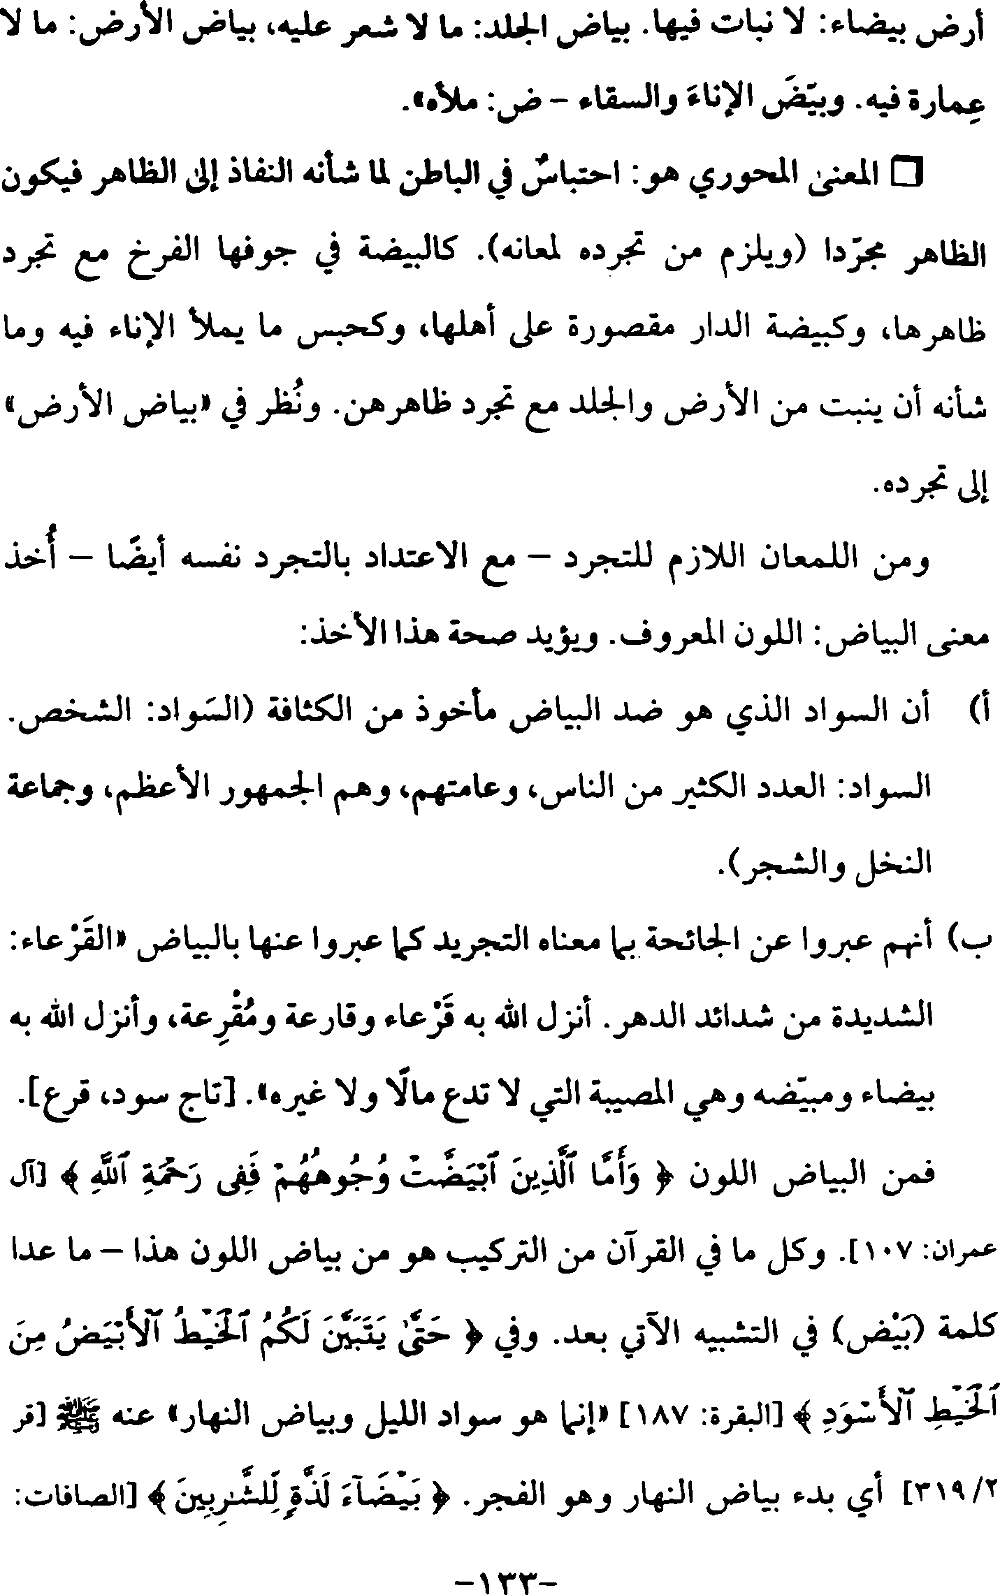 أرض بيضاء: لا نبات فيها. بياض الجلد: ما لا شعر عليه، بياض الأرض: ما لا
عِمارة فيه. وبيّضَ الإناءَ والسقاء – ض: ملأه».
❏ المعنى المحوري هو: احتباسٌ في الباطن لما شأنه النفاذ إلى الظاهر فيكون
الظاهر مجرّدا (ويلزم من تجرده لمعانه). كالبيضة في جوفها الفرخ مع تجرد
ظاهرها، وكبيضة الدار مقصورة على أهلها، وكحبس ما يملأ الإناء فيه وما
شأنه أن ينبت من الأرض والجلد مع تجرد ظاهرهن. ونُظر في «بياض الأرض»
إلى تجرده.
ومن اللمعان اللازم للتجرد – مع الاعتداد بالتجرد نفسه أيضًا – أُخذ
معنى البياض: اللون المعروف. ويؤيد صحة هذا الأخذ:
أ) أن السواد الذي هو ضد البياض مأخوذ من الكثافة (السَواد: الشخص.
السواد: العدد الكثير من الناس، وعامتهم، وهم الجمهور الأعظم، وجماعة
النخل والشجر).
ب) أنهم عبروا عن الجائحة بما معناه التجريد كما عبروا عنها بالبياض «القَرْعاء:
الشديدة من شدائد الدهر. أنزل الله به قَرْعاء وقارعة ومُقْرِعة، وأنزل الله به
بيضاء ومبيّضه وهي المصيبة التي لا تدع مالًا ولا غيره». [تاج سود، قرع].
فمن البياض اللون ﴿ وَأَمَّا ٱلَّذِينَ ٱبْيَضَّتْ وُجُوهُهُمْ فَفِى رَحْمَةِ ٱللَّهِ ﴾ [آل
عمران: ١٠٧]. وكل ما في القرآن من التركيب هو من بياض اللون هذا – ما عدا
كلمة (بَيْض) في التشبيه الآتي بعد. وفي ﴿ حَتَّىٰ يَتَبَيَّنَ لَكُمُ ٱلْخَيْطُ ٱلْأَبْيَضُ مِنَ
ٱلْخَيْطِ ٱلْأَسْوَدِ ﴾ [البقرة: ١٨٧] «إنما هو سواد الليل وبياض النهار» عنه ﷺ [قر
٢/٣١٩] أي بدء بياض النهار وهو الفجر. ﴿ بَيْضَآءَ لَذَّةٍ لِّلشَّٰرِبِينَ ﴾ [الصافات:
-١٣٣-